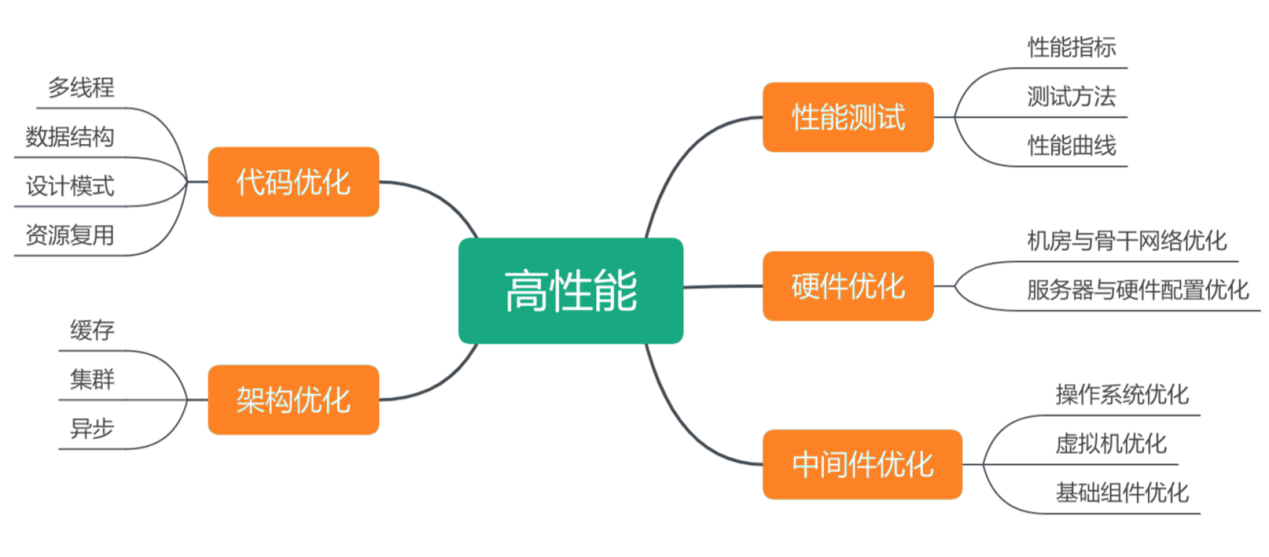 高性能
性能测试
性能指标
测试方法
性能曲线
硬件优化
机房与骨干网络优化
服务器与硬件配置优化
中间件优化
操作系统优化
虚拟机优化
基础组件优化
代码优化
多线程
数据结构
设计模式
资源复用
架构优化
缓存
集群
异步